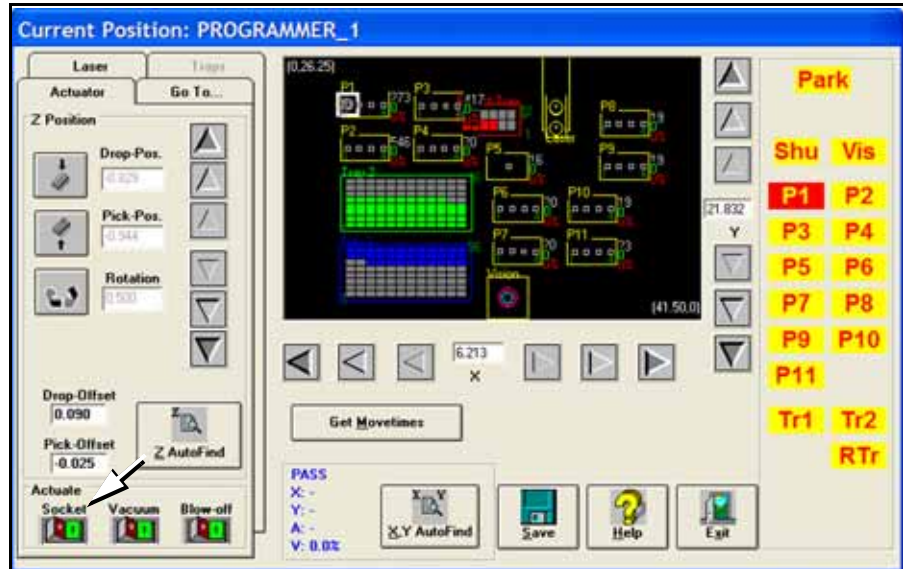 Current Position: PROGRAMMER_1
Laser
Trays
Actuator
Go To...
Z Position
Drop-Pos.
-0.829
Pick-Pos.
-0.944
Rotation
0.500
Drop-Offset
0.090
Pick-Offset
-0.025
Z AutoFind
Actuate
Socket
Vacuum
Blow-off
(0,26.25)
P1
P3
P2
P4
P5
P8
P9
P6
P10
P7
P11
Vision
(41.50,0)
21.832
Y
6.213
X
Get Movetimes
PASS
X: -
Y: -
A: -
V: 0.0%
X,Y AutoFind
Save
Help
Exit
Park
Shu Vis
P1 P2
P3 P4
P5 P6
P7 P8
P9 P10
P11
Tr1 Tr2
RTr